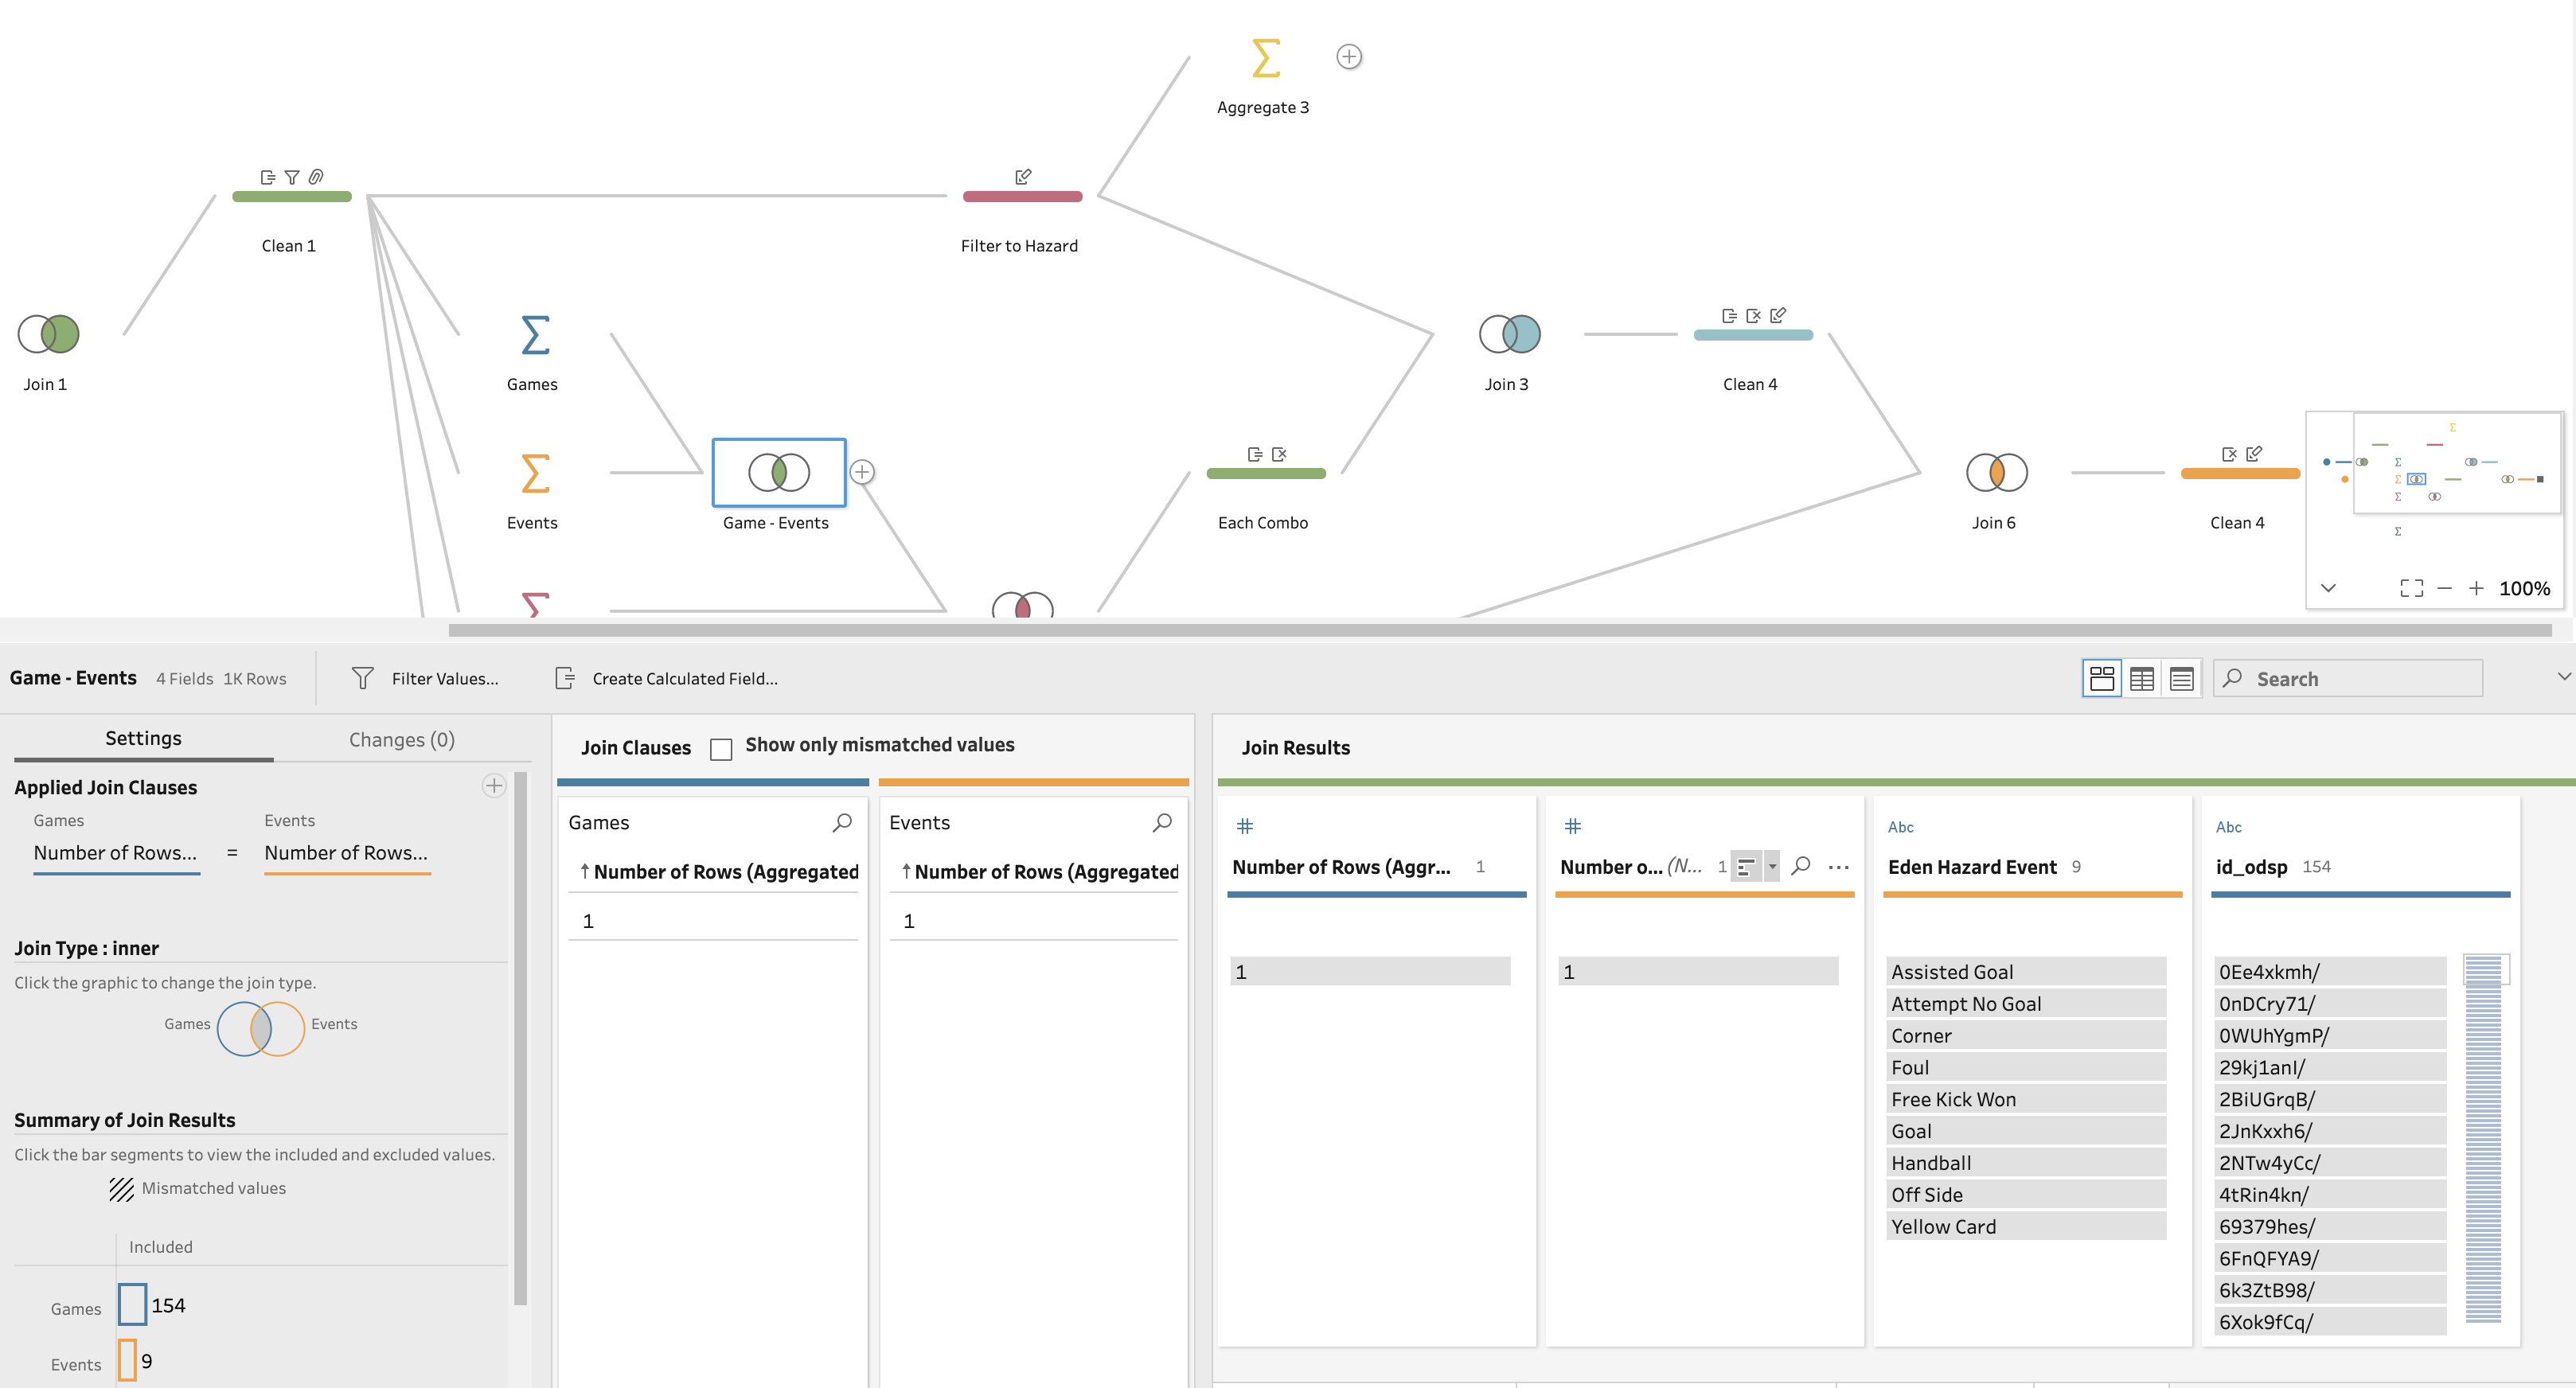 Aggregate 3
Clean 1
Filter to Hazard
Join 1
Games
Join 3
Clean 4
Events
Game - Events
Each Combo
Join 6
Clean 4
100%
Game - Events 4 Fields 1K Rows Filter Values... Create Calculated Field... Search
Settings Changes (0)
Applied Join Clauses
Games Events
Number of Rows... = Number of Rows...
Join Type : inner
Click the graphic to change the join type.
Games Events
Summary of Join Results
Click the bar segments to view the included and excluded values.
Mismatched values
Included
Games 154
Events 9
Join Clauses Show only mismatched values
Games
Number of Rows (Aggregated
1
Events
Number of Rows (Aggregated
1
Join Results
#
Number of Rows (Aggr... 1
1
#
Number o... (N... 1 ...
1
Abc
Eden Hazard Event 9
Assisted Goal
Attempt No Goal
Corner
Foul
Free Kick Won
Goal
Handball
Off Side
Yellow Card
Abc
id_odsp 154
0Ee4xkmh/
0nDCry71/
0WUhYgmP/
29kj1anI/
2BiUGrqB/
2JnKxxh6/
2NTw4yCc/
4tRin4kn/
69379hes/
6FnQFYA9/
6k3ZtB98/
6Xok9fCq/